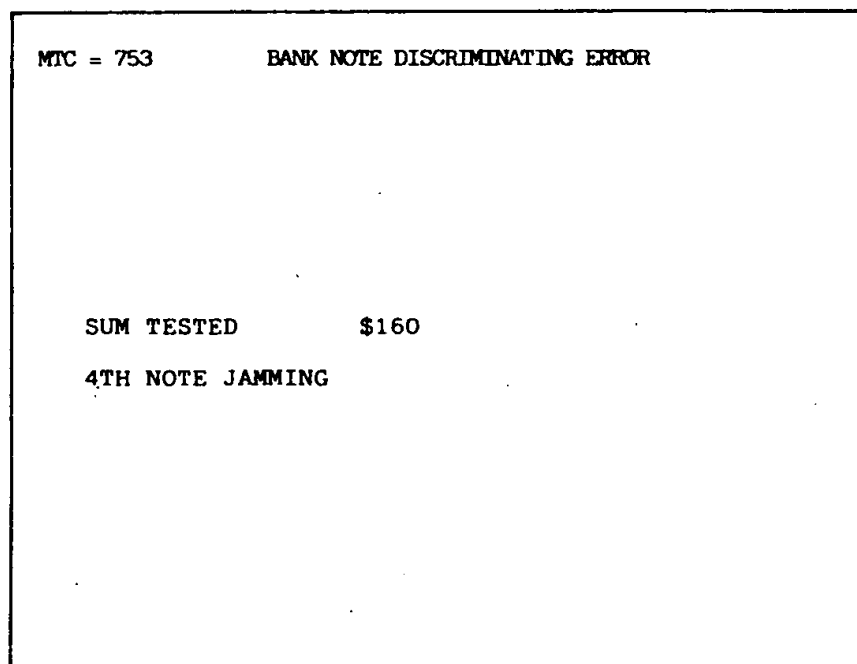 MTC = 753 BANK NOTE DISCRIMINATING ERROR
SUM TESTED $160
4TH NOTE JAMMING